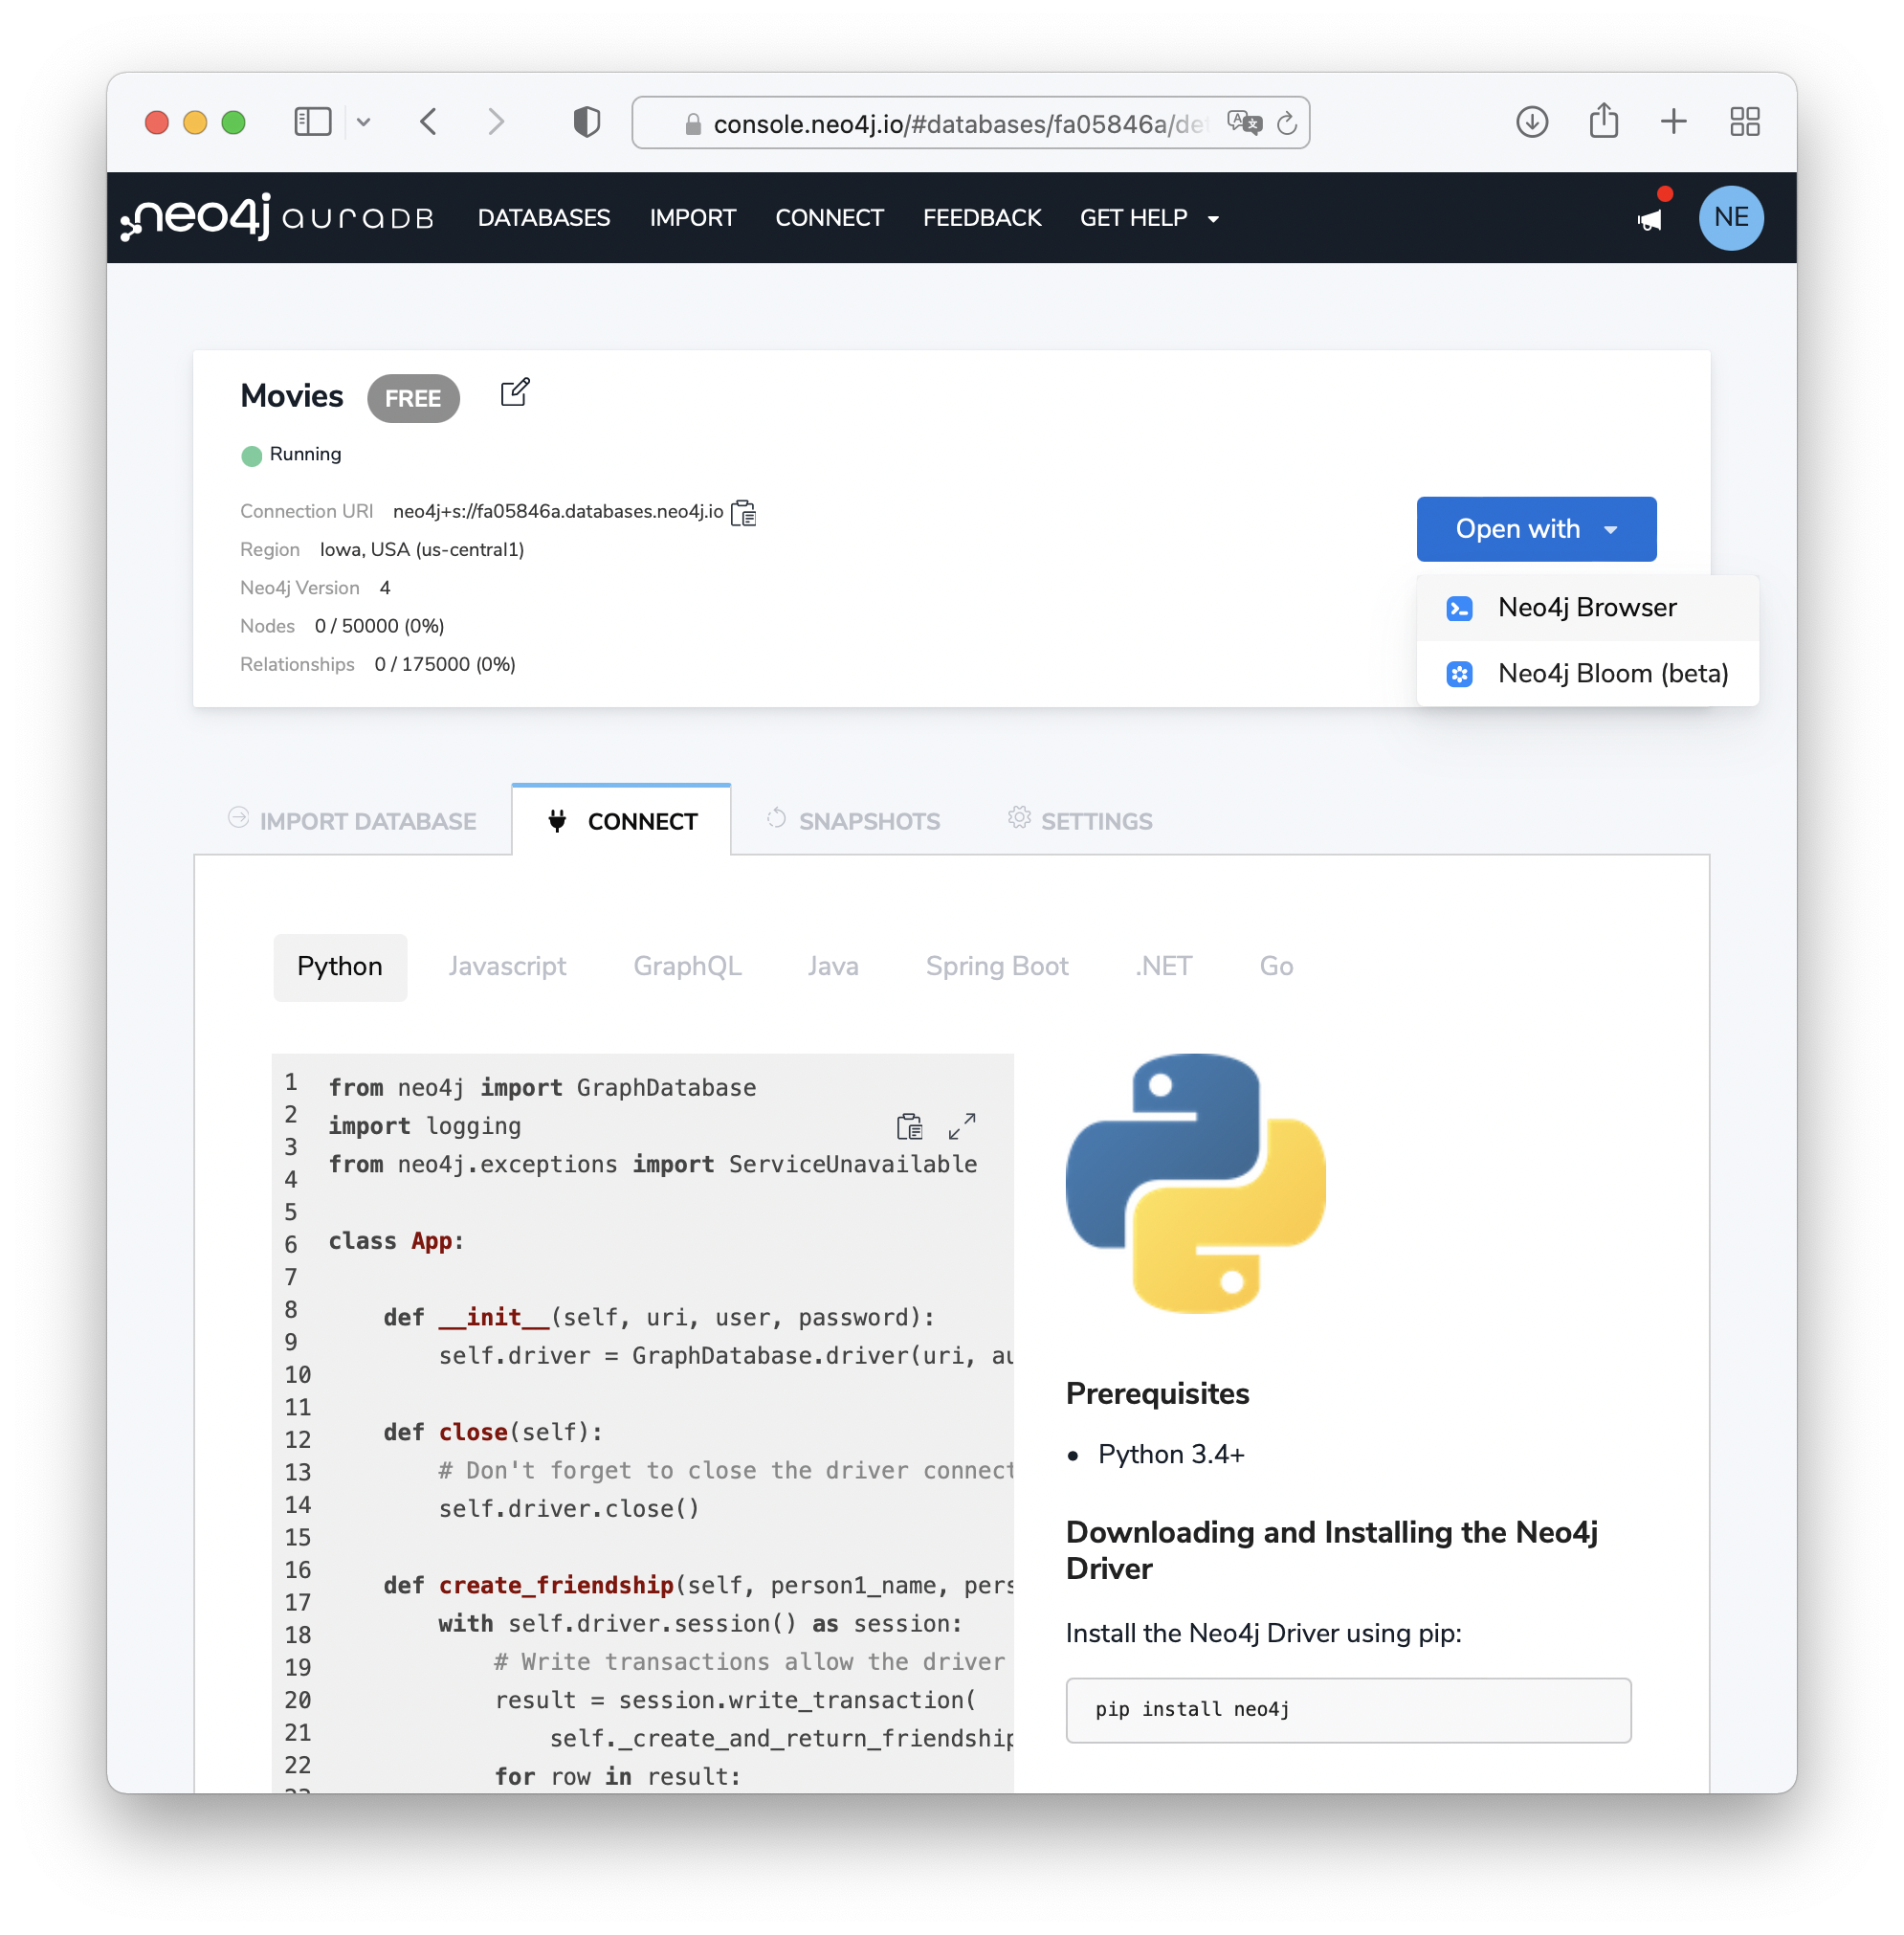 console.neo4j.io/#databases/fa05846a/de
neo4j auraDB DATABASES IMPORT CONNECT FEEDBACK GET HELP NE
Movies FREE
Running
Connection URI neo4j+s://fa05846a.databases.neo4j.io
Open with
Region Iowa, USA (us-central1)
Neo4j Version 4
Neo4j Browser
Nodes 0 / 50000 (0%)
Relationships 0 / 175000 (0%)
Neo4j Bloom (beta)
IMPORT DATABASE CONNECT SNAPSHOTS SETTINGS
Python Javascript GraphQL Java Spring Boot .NET Go
1
2
3
4
5
6
7
8
9
10
11
12
13
14
15
16
17
18
19
20
21
22
from neo4j import GraphDatabase
import logging
from neo4j.exceptions import ServiceUnavailable
class App:
def __init__(self, uri, user, password):
self.driver = GraphDatabase.driver(uri, au
def close(self):
# Don't forget to close the driver connect
self.driver.close()
def create_friendship(self, person1_name, pers
with self.driver.session() as session:
# Write transactions allow the driver
result = session.write_transaction(
self._create_and_return_friendship
for row in result:
Prerequisites
• Python 3.4+
Downloading and Installing the Neo4j
Driver
Install the Neo4j Driver using pip:
pip install neo4j